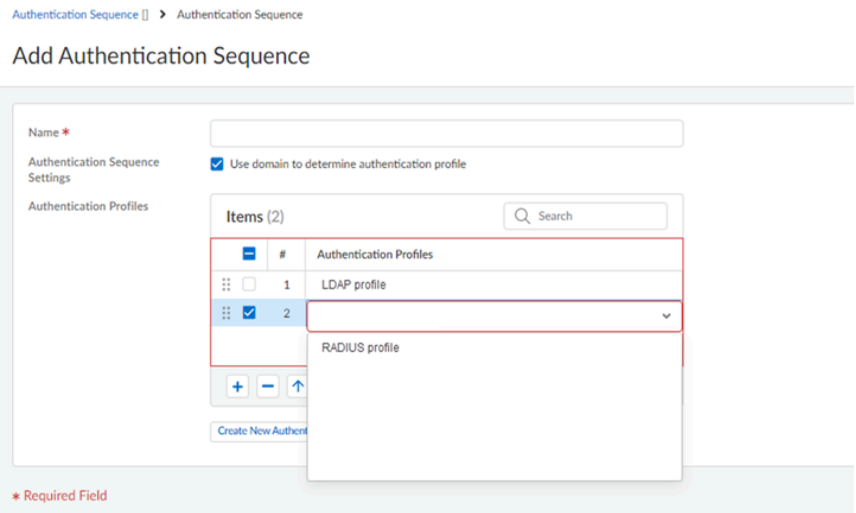 Authentication Sequence [] > Authentication Sequence
Add Authentication Sequence
Name *
Authentication Sequence Settings
Use domain to determine authentication profile
Authentication Profiles
Items (2)
Search
# Authentication Profiles
1 LDAP profile
2
RADIUS profile
Create New Authent
* Required Field